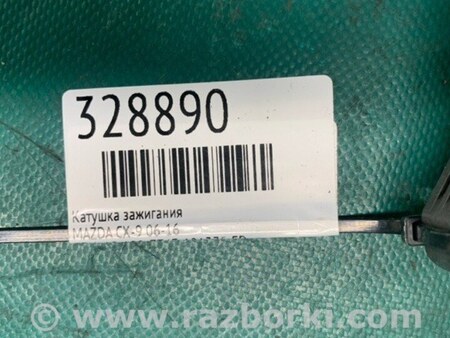 328890
Катушка зажигания
MAZDA CX-9 06-16
© www.razborki.com